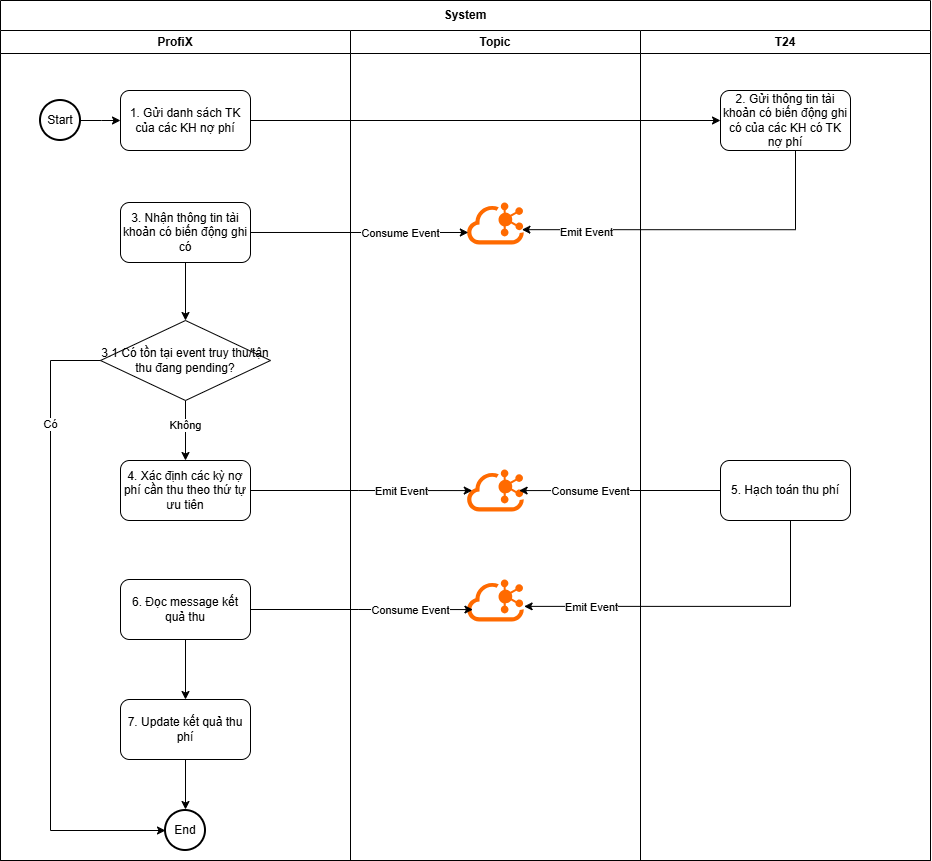 System
ProfiX
Topic
T24
Start
1. Gửi danh sách TK
của các KH nợ phí
2. Gửi thông tin tài
khoản có biến động ghi
có của các KH có TK
nợ phí
3. Nhận thông tin tài
khoản có biến động ghi
có
Consume Event
Emit Event
3.1 Có tồn tại event truy thu/tận
thu đang pending?
Có
Không
4. Xác định các kỳ nợ
phí cần thu theo thứ tự
ưu tiên
Emit Event
Consume Event
5. Hạch toán thu phí
6. Đọc message kết
quả thu
Consume Event
Emit Event
7. Update kết quả thu
phí
End